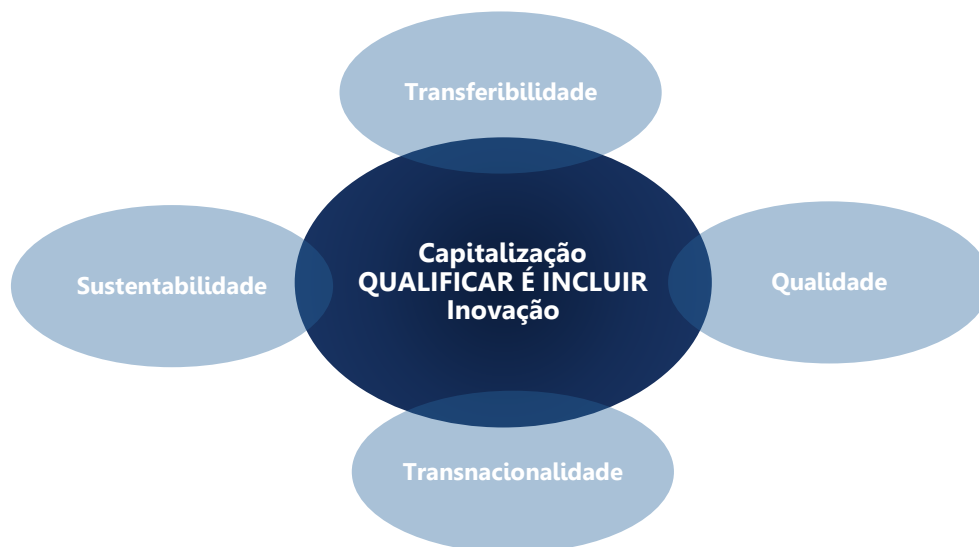 Transferibilidade
Sustentabilidade
Capitalização
QUALIFICAR É INCLUIR
Inovação
Qualidade
Transnacionalidade